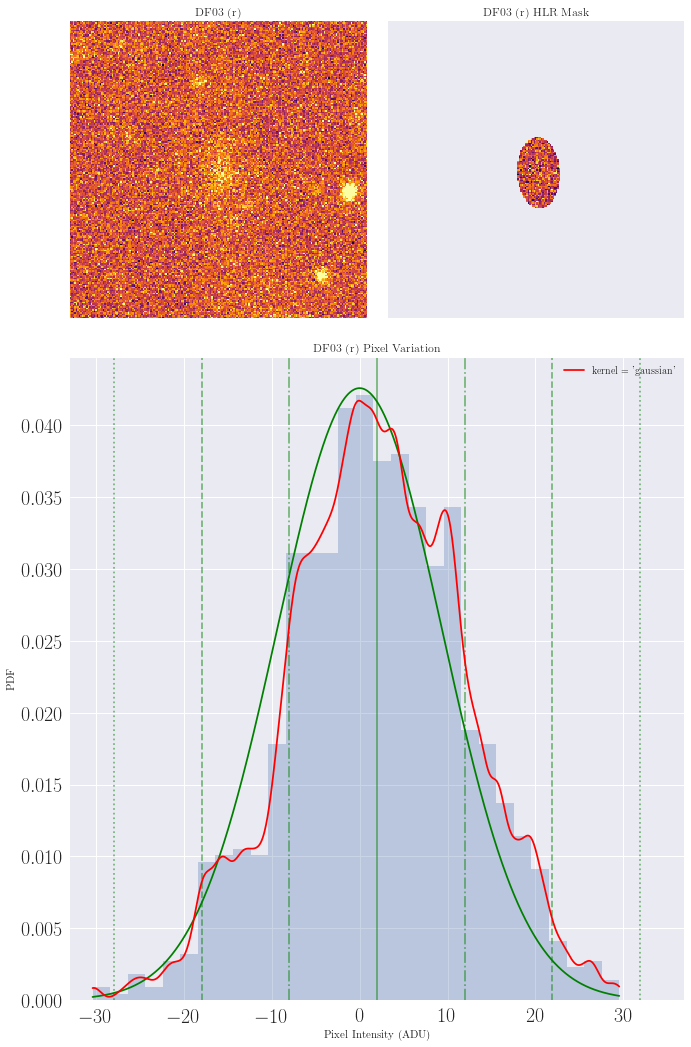 DF03 (r)
DF03 (r) HLR Mask
DF03 (r) Pixel Variation
kernel = 'gaussian'
0.040
0.035
0.030
0.025
0.020
0.015
0.010
0.005
0.000
PDF
−30
−20
−10
0
10
20
30
Pixel Intensity (ADU)